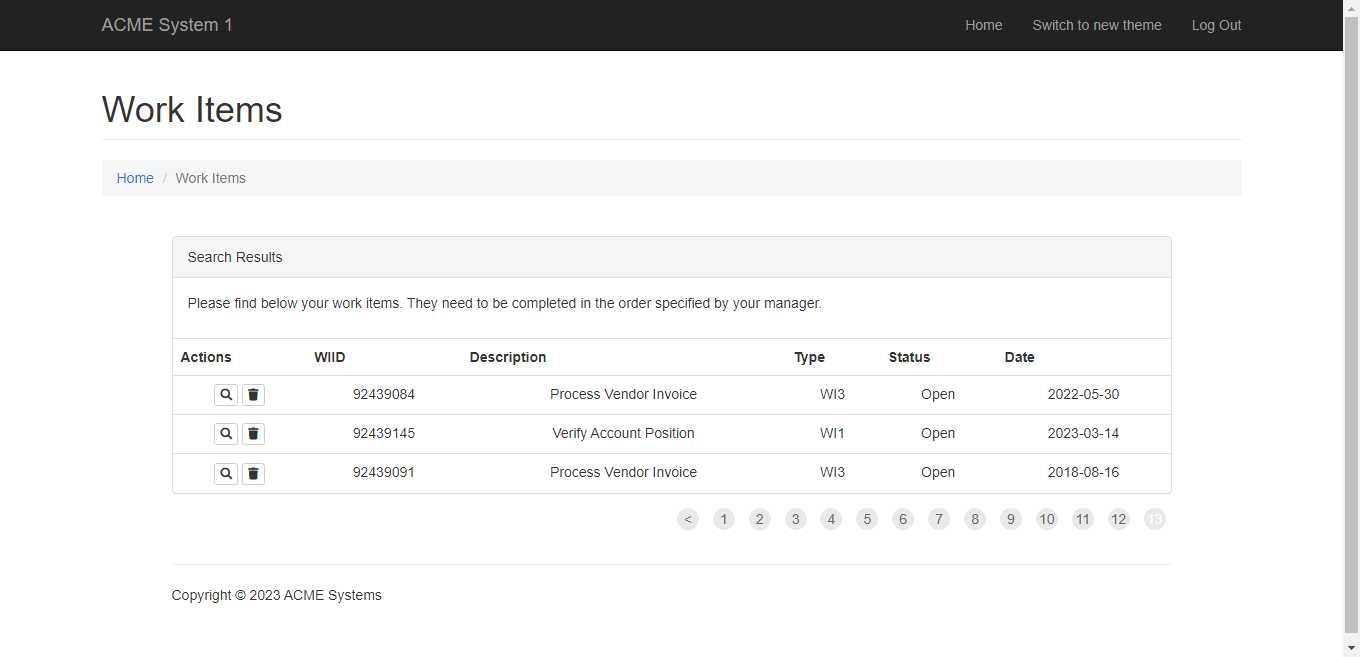 ACME System 1 Home Switch to new theme Log Out
Work Items
Home / Work Items
Search Results
Please find below your work items. They need to be completed in the order specified by your manager.
Actions WIID Description Type Status Date
92439084 Process Vendor Invoice WI3 Open 2022-05-30
92439145 Verify Account Position WI1 Open 2023-03-14
92439091 Process Vendor Invoice WI3 Open 2018-08-16
< 1 2 3 4 5 6 7 8 9 10 11 12 13
Copyright © 2023 ACME Systems